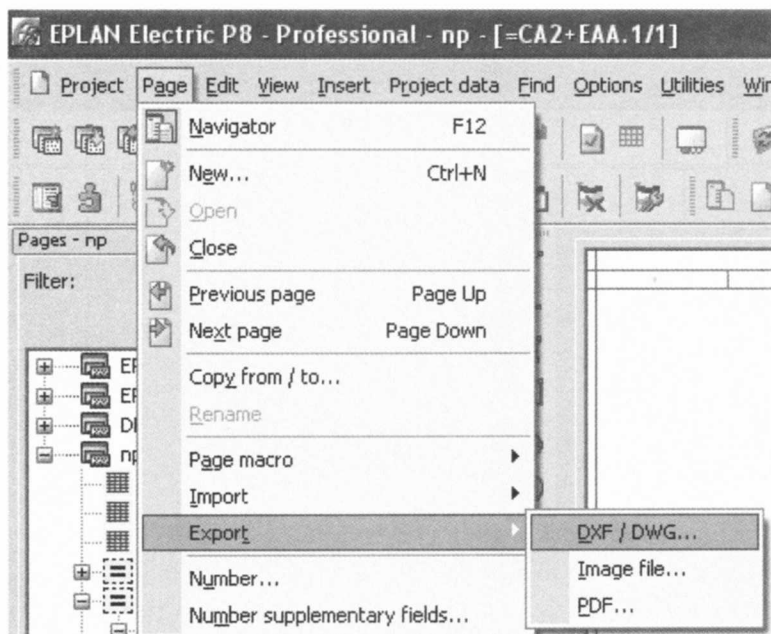 EPLAN Electric P8 - Professional - np - [=CA2+EAA.1/1]
Project Page Edit View Insert Project data Find Options Utilities
Navigator F12
New... Ctrl+N
Open
Close
Pages - np
Filter:
Previous page Page Up
Next page Page Down
Copy from / to...
Rename
Page macro
np
Import
Export
DXF / DWG...
Image file...
Number...
PDF...
Number supplementary fields...